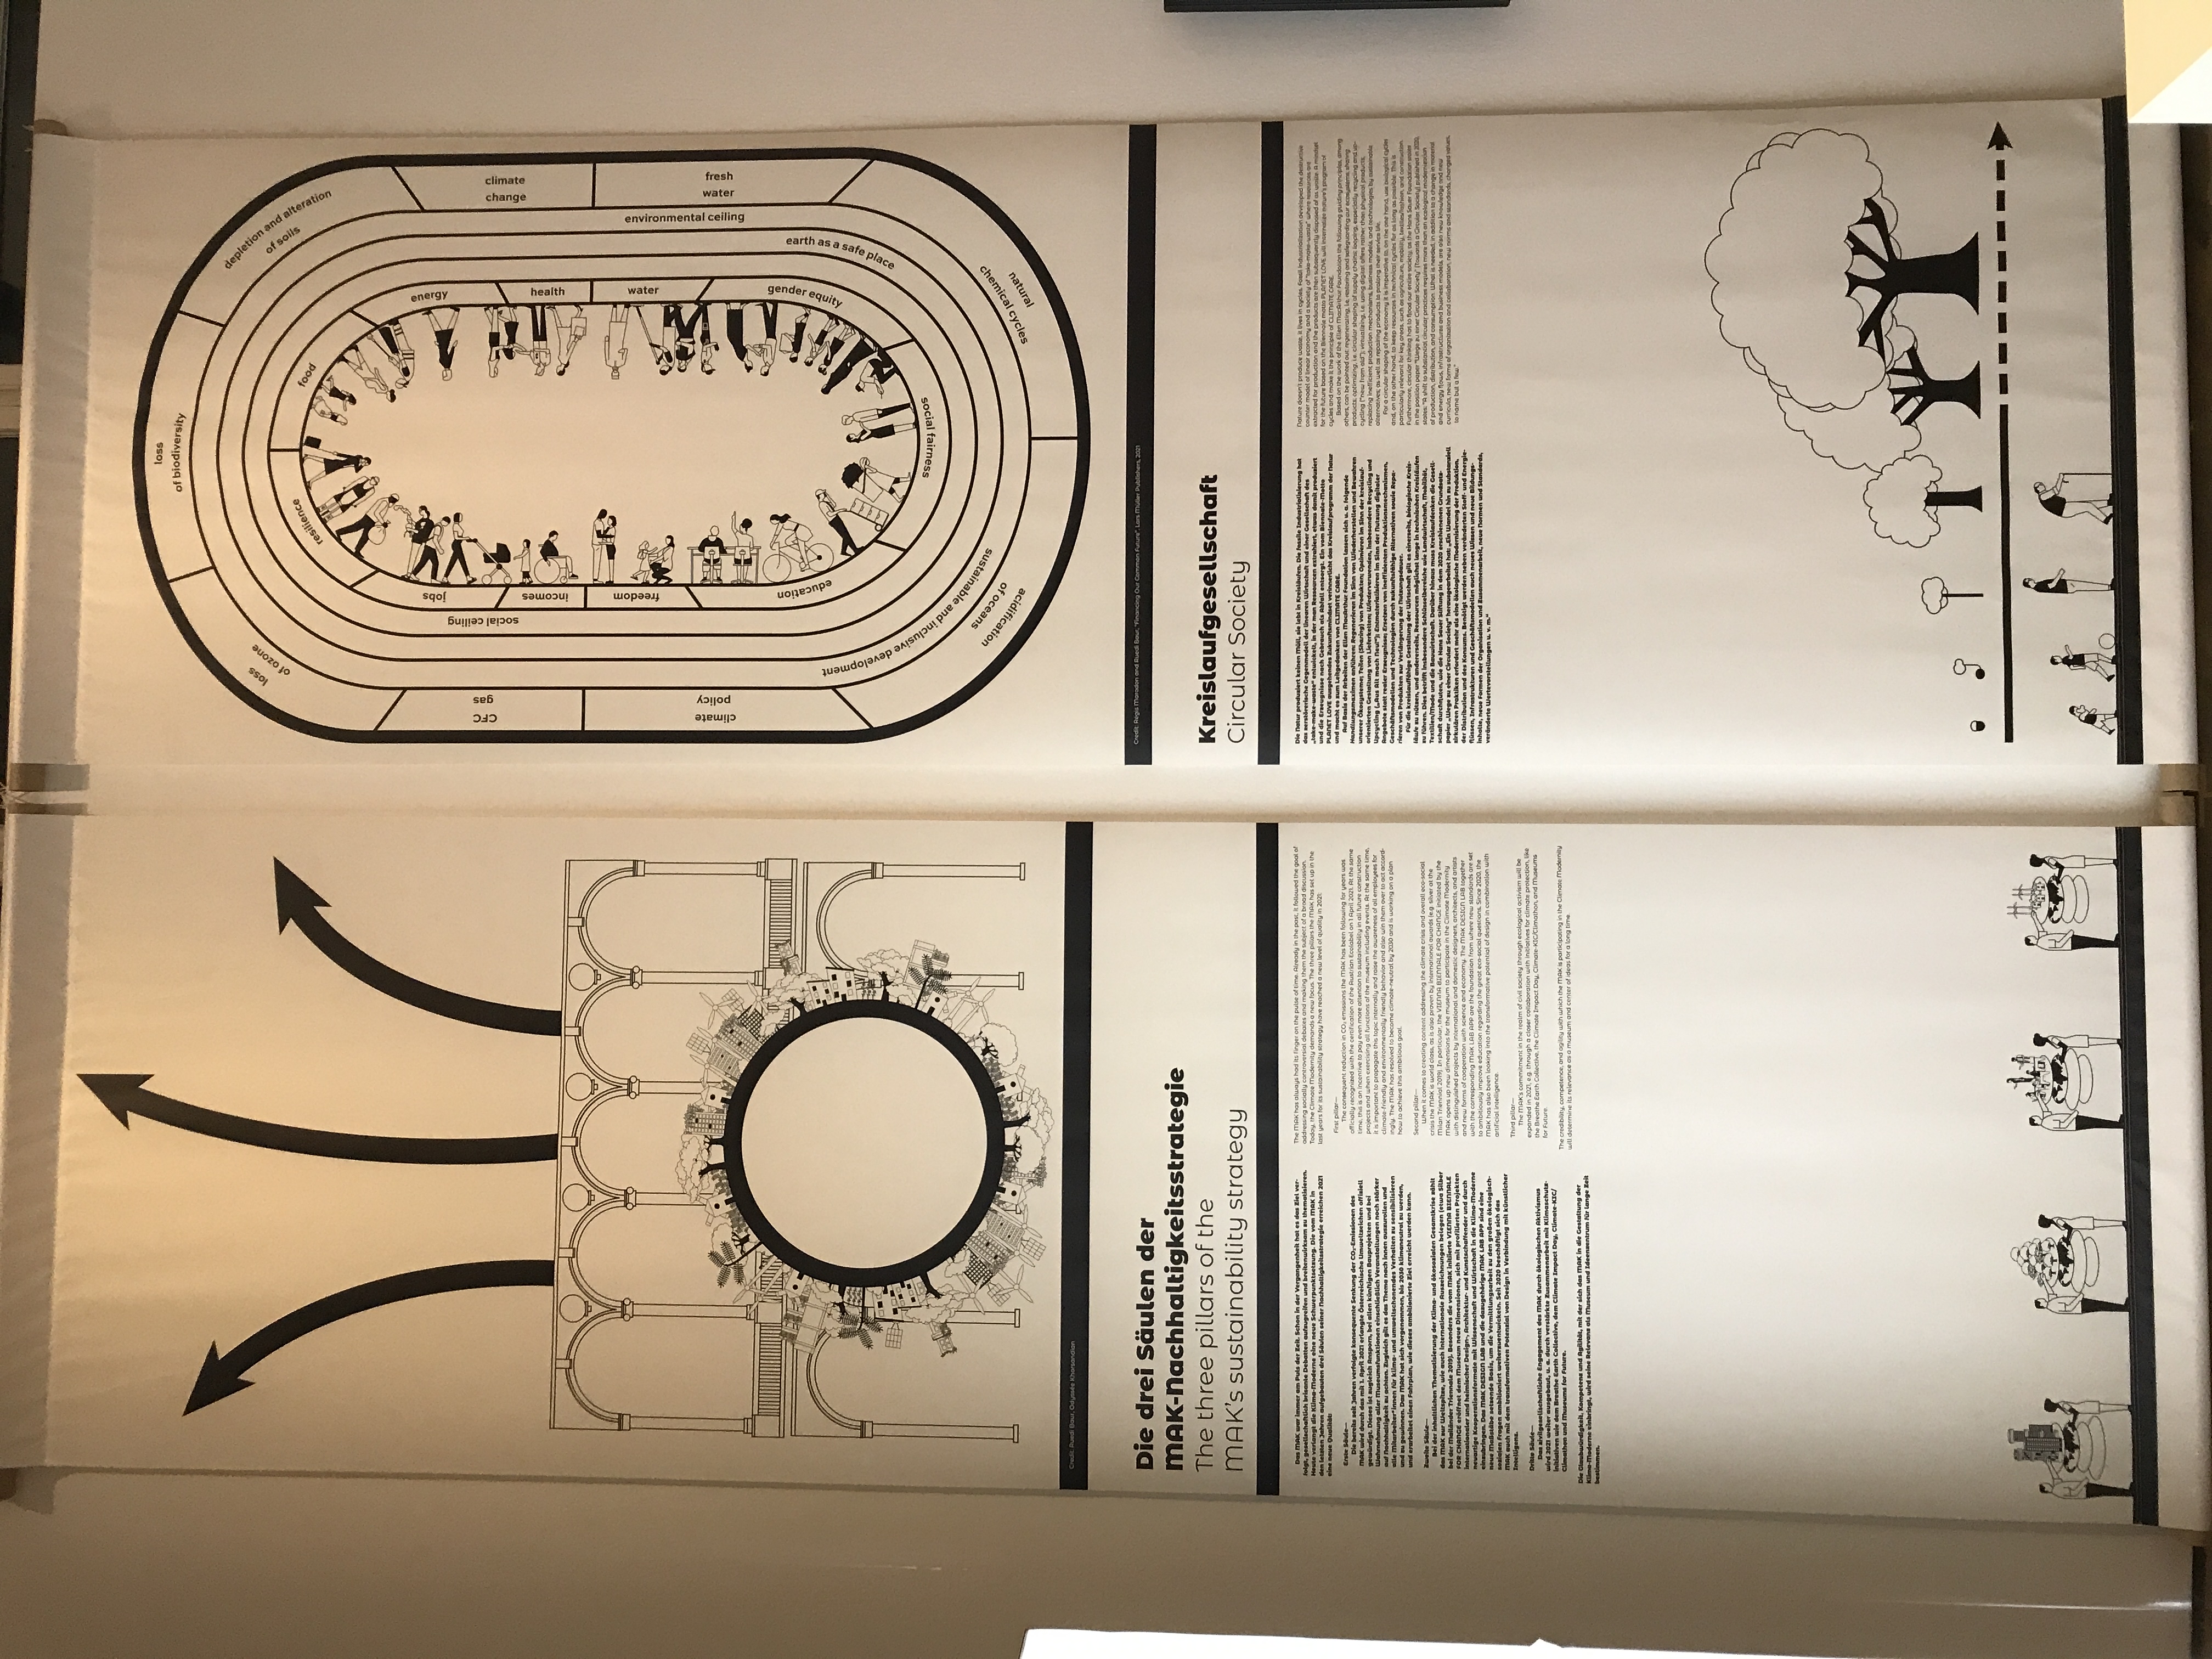 Credit: Ruedi Baur, Odyssée Khorsandian
Die drei Säulen der
MAK-Nachhaltigkeitsstrategie
The three pillars of the
MAK's sustainability strategy
Das MAK war immer am Puls der Zeit. Schon in der Vergangenheit hat es das Ziel ver-
folgt, gesellschaftlich brisante Debatten aufzugreifen und breitenwirksam zu thematisieren.
Heute verlangt die Klima-Moderne eine neue Schwerpunktsetzung. Die vom MAK in
den letzten Jahren aufgebauten drei Säulen seiner Nachhaltigkeitsstrategie erreichen 2021
eine neue Qualität:
Erste Säule—
Die bereits seit Jahren verfolgte konsequente Senkung der CO₂-Emissionen des
MAK wird durch das mit 1. April 2021 erlangte Österreichische Umweltzeichen offiziell
gewürdigt. Dieses ist zugleich Ansporn, bei allen künftigen Bauprojekten und bei
Wahrnehmung aller Museumsfunktionen einschließlich Veranstaltungen noch stärker
auf Nachhaltigkeit zu achten. Zugleich gilt es das Thema nach innen auszurollen und
alle Mitarbeiter*innen für klima- und umweltschonendes Verhalten zu sensibilisieren
und zu gewinnen. Das MAK hat sich vorgenommen, bis 2030 klimaneutral zu werden,
und erarbeitet einen Fahrplan, wie dieses ambitionierte Ziel erreicht werden kann.
Zweite Säule—
Bei der inhaltlichen Thematisierung der Klima- und ökosozialen Gesamtkrise zählt
das MAK zur Weltspitze, wie auch internationale Auszeichnungen belegen (etwa Silber
bei der Mailänder Triennale 2019). Besonders die vom MAK initiierte VIENNA BIENNALE
FOR CHANGE eröffnet dem Museum neue Dimensionen, sich mit profilierten Projekten
internationaler und heimischer Design-, Architektur- und Kunstschaffender und durch
neuartige Kooperationsformate mit Wissenschaft und Wirtschaft in die Klima-Moderne
einzubringen. Das MAK DESIGN LAB und die dazugehörige MAK LAB APP sind eine
neue Maßstäbe setzende Basis, um die Vermittlungsarbeit zu den großen ökologisch-
sozialen Fragen ambitioniert weiterzuentwickeln. Seit 2020 beschäftigt sich das
MAK auch mit dem transformativen Potenzial von Design in Verbindung mit künstlicher
Intelligenz.
Dritte Säule—
Das zivilgesellschaftliche Engagement des MAK durch ökologischen Aktivismus
wird 2021 weiter ausgebaut, u. a. durch verstärkte Zusammenarbeit mit Klimaschutz-
initiativen wie dem Breathe Earth Collective, dem Climate Impact Day, Climate-KIC/
Climathon und Museums for Future.
Die Glaubwürdigkeit, Kompetenz und Agilität, mit der sich das MAK in die Gestaltung der
Klima-Moderne einbringt, wird seine Relevanz als Museum und Ideenzentrum für lange Zeit
bestimmen.
The MAK has always had its finger on the pulse of time. Already in the past, it followed the goal of
addressing socially controversial debates and making them the subject of a broad discussion.
Today, the Climate Modernity demands a new focus. The three pillars the MAK has set up in the
last years for its sustainability strategy have reached a new level of quality in 2021:
First pillar—
The consequent reduction in CO₂ emissions the MAK has been following for years was
officially recognized with the certification of the Austrian Ecolabel on 1 April 2021. At the same
time, this is an incentive to pay even more attention to sustainability in all future construction
projects and when exercising all functions of the museum including events. At the same time,
it is important to propagate this topic internally and raise the awareness of all employees for
climate-friendly and environmentally friendly behavior and also win them over to act accord-
ingly. The MAK has resolved to become climate-neutral by 2030 and is working on a plan
how to achieve this ambitious goal.
Second pillar—
When it comes to creating content addressing the climate crisis and overall eco-social
crisis the MAK is world class, as is also proven by international awards (e.g. silver at the
Milan Triennial 2019). In particular, the VIENNA BIENNALE FOR CHANGE initiated by the
MAK opens up new dimensions for the museum to participate in the Climate Modernity
with distinguished projects by international and domestic designers, architects, and artists
and new forms of cooperation with science and economy. The MAK DESIGN LAB together
with the corresponding MAK LAB APP are the foundation from where new standards are set
to ambitiously improve education regarding the great eco-social questions. Since 2020, the
MAK has also been looking into the transformative potential of design in combination with
artificial intelligence.
Third pillar—
The MAK's commitment in the realm of civil society through ecological activism will be
expanded in 2021, e.g. through a closer collaboration with initiatives for climate protection, like
the Breathe Earth Collective, the Climate Impact Day, Climate-KIC/Climathon, and Museums
for Future.
The credibility, competence, and agility with which the MAK is participating in the Climate Modernity
will determine its relevance as a museum and center of ideas for a long time.
loss
of biodiversity
depletion and alteration
of soils
climate
change
fresh
water
natural
chemical cycles
acidification
of oceans
climate
policy
CFC
gas
loss
of ozone
environmental ceiling
earth as a safe place
sustainable and inclusive development
social ceiling
resilience
food
energy
health
water
gender equity
social fairness
education
freedom
incomes
jobs
Credit: Régis Marodon and Ruedi Baur, "Financing Our Common Future", Lars Müller Publishers, 2021
Kreislaufgesellschaft
Circular Society
Die Natur produziert keinen Müll, sie lebt in Kreisläufen. Die fossile Industrialisierung hat
das zerstörerische Gegenmodell der linearen Wirtschaft und einer Gesellschaft des
„take-make-waste“ entwickelt, in der man Ressourcen extrahiert, etwas damit produziert
und die Erzeugnisse nach Gebrauch als Abfall entsorgt. Ein vom Biennale-Motto
PLANET LOVE ausgehendes Zukunftsmindset verinnerlicht das Kreislaufprogramm der Natur
und macht es zum Leitgedanken von CLIMATE CARE.
Auf Basis der Arbeiten der Ellen MacArthur Foundation lassen sich u. a. folgende
Handlungsmaximen anführen: Regenerieren im Sinn von Wiederherstellen und Bewahren
unserer Ökosysteme; Teilen (Sharing) von Produkten; Optimieren im Sinn der kreislauf-
orientierten Gestaltung von Lieferketten; Wiederverwenden, insbesondere Recycling und
Upcycling („Aus Alt mach Neu“); Entmaterialisieren im Sinn der Nutzung digitaler
Angebote statt realer Erzeugnisse; Ersetzen von ineffizienten Produktionsmechanismen,
Geschäftsmodellen und Technologien durch zukunftsfähige Alternativen sowie Repa-
rieren von Produkten zur Verlängerung der Nutzungsdauer.
Für die kreislauffähige Gestaltung der Wirtschaft gilt es einerseits, biologische Kreis-
läufe zu nützen, und andererseits, Ressourcen möglichst lange in technischen Kreisläufen
zu führen. Dies betrifft insbesondere Schlüsselbereiche wie Landwirtschaft, Mobilität,
Textilien/Mode und die Bauwirtschaft. Darüber hinaus muss Kreislaufdenken die Gesell-
schaft durchfluten, wie die Hans Sauer Stiftung in dem 2020 erschienenen Grundsatz-
papier „Wege zu einer Circular Society“ herausgearbeitet hat: „Ein Wandel hin zu substanziell
zirkulären Praktiken erfordert mehr als eine ökologische Modernisierung der Produktion,
der Distribution und des Konsums. Benötigt werden neben veränderten Stoff- und Energie-
flüssen, Infrastrukturen und Geschäftsmodellen auch neues Wissen und neue Bildungs-
inhalte, neue Formen der Organisation und Zusammenarbeit, neue Normen und Standards,
veränderte Wertevorstellungen u. v. m.“
Nature doesn't produce waste, it lives in cycles. Fossil industrialization developed the destructive
counter model of linear economy and a society of "take-make-waste" where resources are
extracted for production and the products are then subsequently disposed of as waste. A mindset
for the future based on the Biennale motto PLANET LOVE will internalize nature's program of
cycles and make it the principle of CLIMATE CARE.
Based on the work of the Ellen MacArthur Foundation the following guiding principles, among
others, can be pointed out: regenerating, i.e. restoring and safeguarding our ecosystems; sharing
products; optimizing, i.e. circular shaping of supply chains; looping, especially recycling and up-
cycling ("new from old"); virtualizing, i.e. using digital offers rather than physical products,
replacing inefficient production mechanisms, business models, and technologies by sustainable
alternatives; as well as repairing products to prolong their service life.
For a circular shaping of the economy it is imperative to, on the one hand, use biological cycles
and, on the other hand, to keep resources in technical cycles for as long as possible. This is
particularly relevant for key areas, such as agriculture, mobility, textiles/fashion, and construction.
Furthermore, circular thinking has to flood our entire society, as the Hans Sauer Foundation states
in the position paper "Wege zu einer Circular Society" [Towards a Circular Society] published in 2020,
states: "A shift to substantial circular practices requires more than an ecological modernization
of production, distribution, and consumption. What is needed, in addition to a change in material
and energy flows, infrastructures and business models, are also new knowledge and new
curricula, new forms of organization and collaboration, new norms and standards, changed values,
to name but a few."